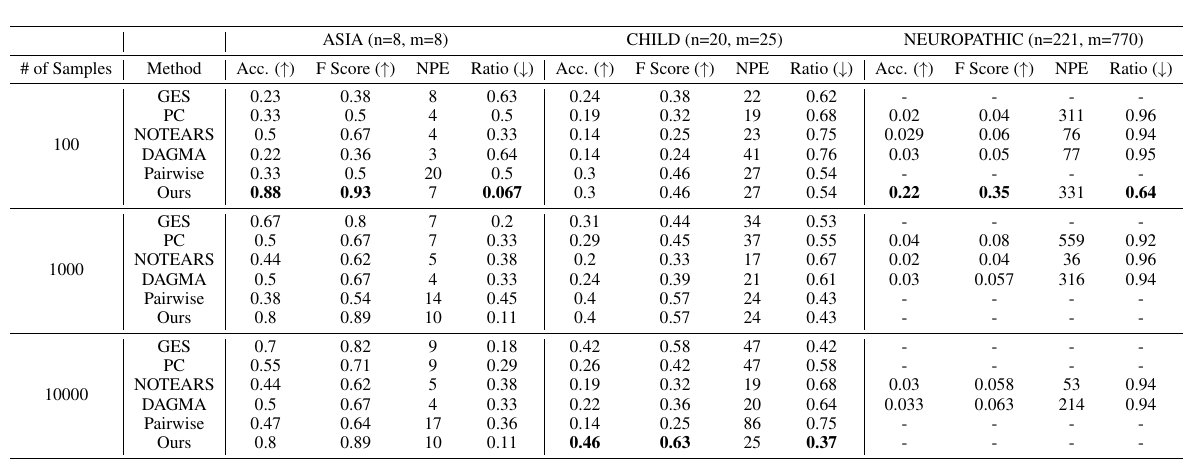 ASIA (n=8, m=8) CHILD (n=20, m=25) NEUROPATHIC (n=221, m=770)
# of Samples Method Acc. (↑) F Score (↑) NPE Ratio (↓) Acc. (↑) F Score (↑) NPE Ratio (↓) Acc. (↑) F Score (↑) NPE Ratio (↓)
100
GES 0.23 0.38 8 0.63 0.24 0.38 22 0.62 - - - -
PC 0.33 0.5 4 0.5 0.19 0.32 19 0.68 0.02 0.04 311 0.96
NOTEARS 0.5 0.67 4 0.33 0.14 0.25 23 0.75 0.029 0.06 76 0.94
DAGMA 0.22 0.36 3 0.64 0.14 0.24 41 0.76 0.03 0.05 77 0.95
Pairwise 0.33 0.5 20 0.5 0.3 0.46 27 0.54 - - - -
Ours 0.88 0.93 7 0.067 0.3 0.46 27 0.54 0.22 0.35 331 0.64
1000
GES 0.67 0.8 7 0.2 0.31 0.44 34 0.53 - - - -
PC 0.5 0.67 7 0.33 0.29 0.45 37 0.55 0.04 0.08 559 0.92
NOTEARS 0.44 0.62 5 0.38 0.2 0.33 17 0.67 0.02 0.04 36 0.96
DAGMA 0.5 0.67 4 0.33 0.24 0.39 21 0.61 0.03 0.057 316 0.94
Pairwise 0.38 0.54 14 0.45 0.4 0.57 24 0.43 - - - -
Ours 0.8 0.89 10 0.11 0.4 0.57 24 0.43 - - - -
10000
GES 0.7 0.82 9 0.18 0.42 0.58 47 0.42 - - - -
PC 0.55 0.71 9 0.29 0.26 0.42 47 0.58 - - - -
NOTEARS 0.44 0.62 5 0.38 0.19 0.32 19 0.68 0.03 0.058 53 0.94
DAGMA 0.5 0.67 4 0.33 0.22 0.36 20 0.64 0.033 0.063 214 0.94
Pairwise 0.47 0.64 17 0.36 0.14 0.25 86 0.75 - - - -
Ours 0.8 0.89 10 0.11 0.46 0.63 25 0.37 - - - -